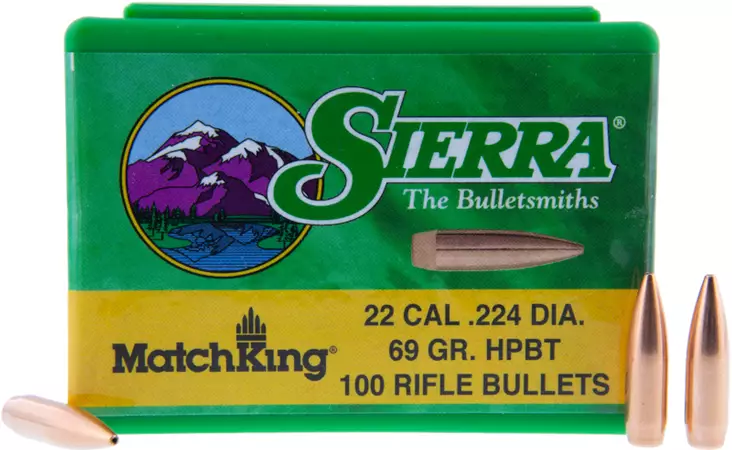 SIERRA®
The Bulletsmiths
22 CAL .224 DIA.
MatchKing®
69 GR. HPBT
100 RIFLE BULLETS